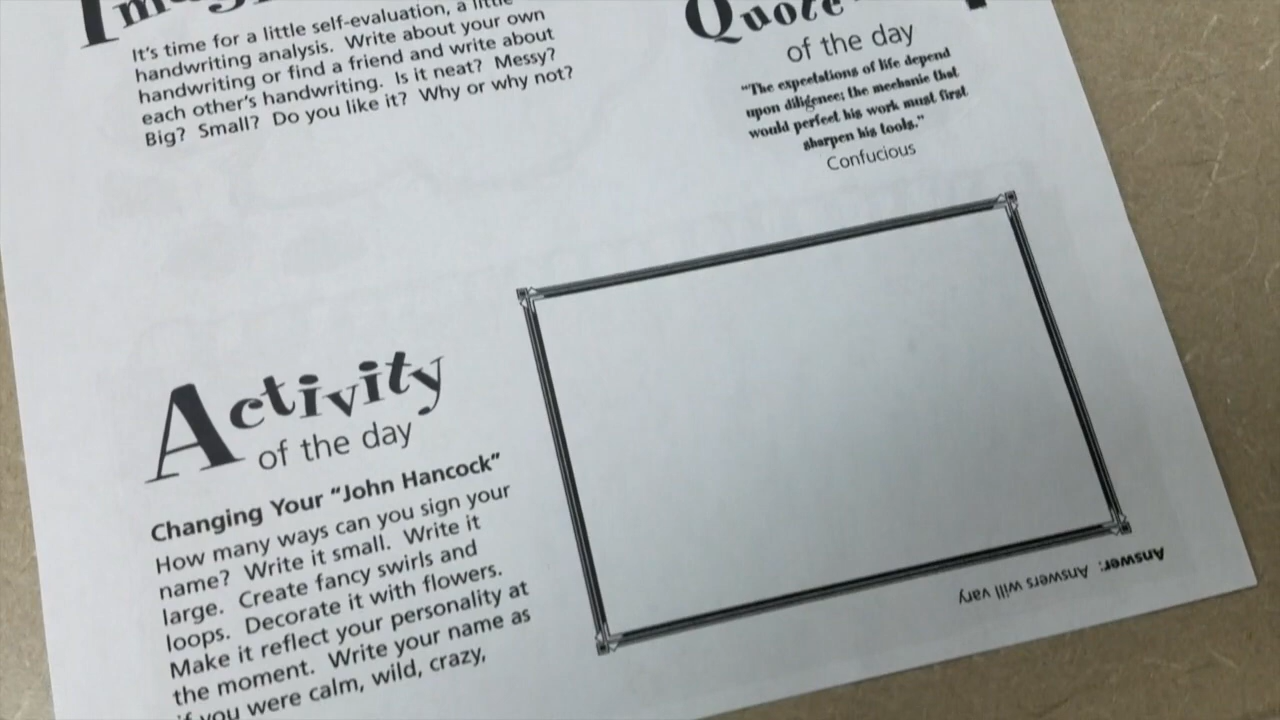 It's time for a little self-evaluation, a little
handwriting analysis. Write about your own
handwriting or find a friend and write about
each other's handwriting. Is it neat? Messy?
Big? Small? Do you like it? Why or why not?
Quote
of the day
"The expectations of life depend
upon diligence; the mechanic that
would perfect his work must first
sharpen his tools."
Confucious
Activity
of the day
Changing Your "John Hancock"
How many ways can you sign your
name? Write it small. Write it
large. Create fancy swirls and
loops. Decorate it with flowers.
Make it reflect your personality at
the moment. Write your name as
if you were calm, wild, crazy,
Answer: Answers will vary